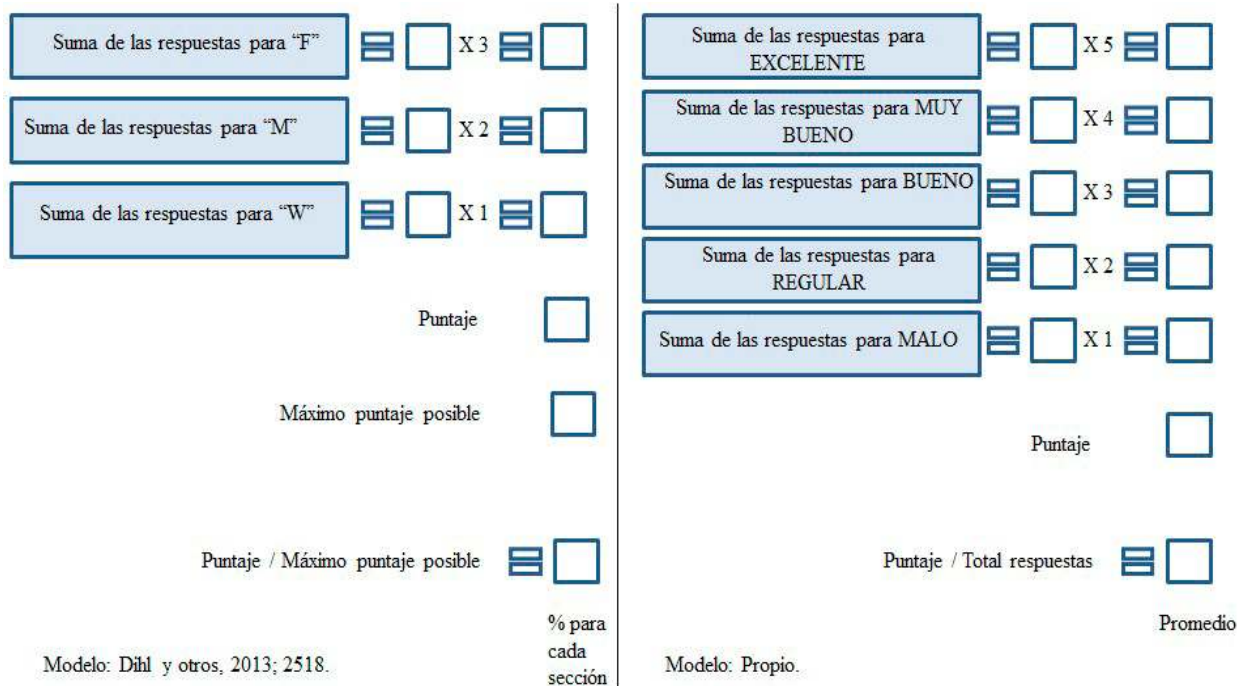 Suma de las respuestas para “F”
X 3
Suma de las respuestas para “M”
X 2
Suma de las respuestas para “W”
X 1
Puntaje
Máximo puntaje posible
Puntaje / Máximo puntaje posible
% para
cada
sección
Modelo: Dihl y otros, 2013; 2518.
Suma de las respuestas para
EXCELENTE
X 5
Suma de las respuestas para MUY
BUENO
X 4
Suma de las respuestas para BUENO
X 3
Suma de las respuestas para
REGULAR
X 2
Suma de las respuestas para MALO
X 1
Puntaje
Puntaje / Total respuestas
Promedio
Modelo: Propio.